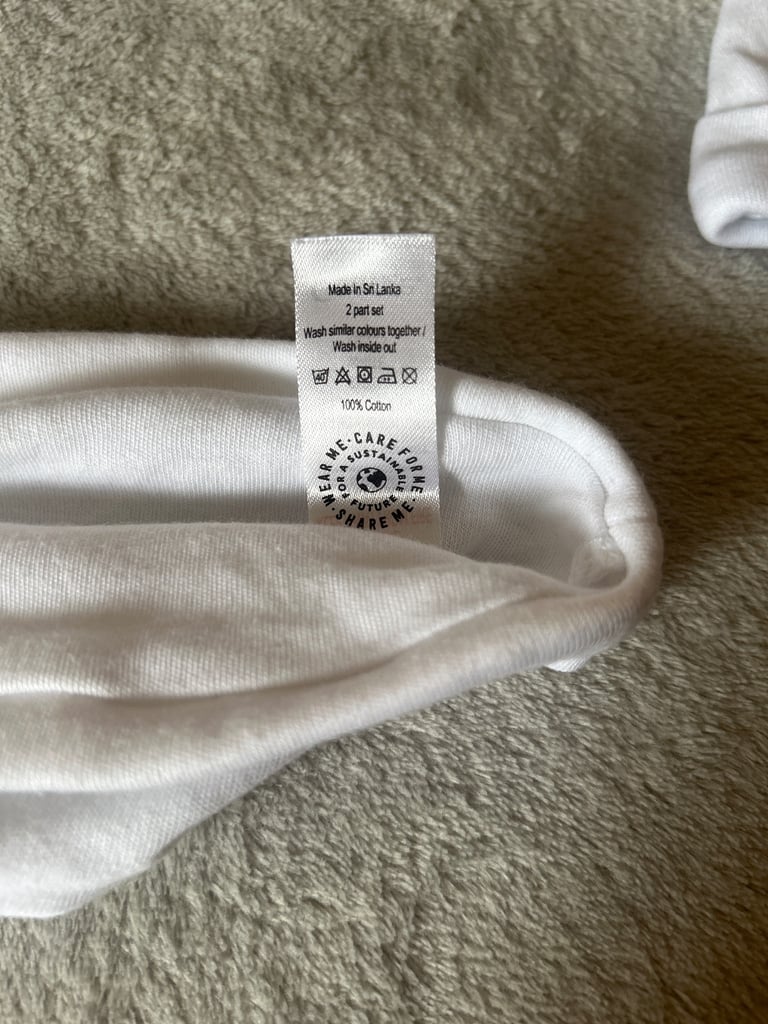 Made in Sri Lanka
2 part set
Wash similar colours together /
Wash inside out
40
100% Cotton
WEAR ME · CARE FOR ME · SHARE ME ·
FOR A SUSTAINABLE FUTURE